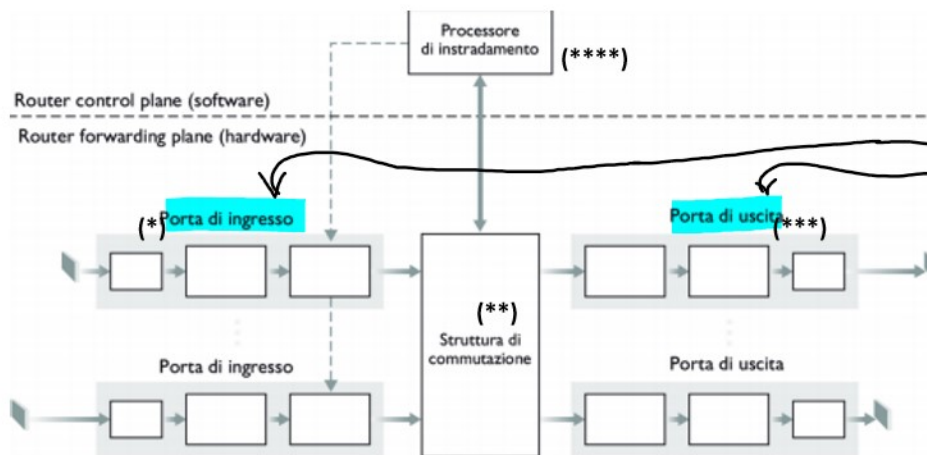 Processore
di instradamento
(****)
Router control plane (software)
Router forwarding plane (hardware)
Porta di ingresso
(*)
Porta di uscita
(***)
(**)
Struttura di
commutazione
Porta di ingresso
Porta di uscita